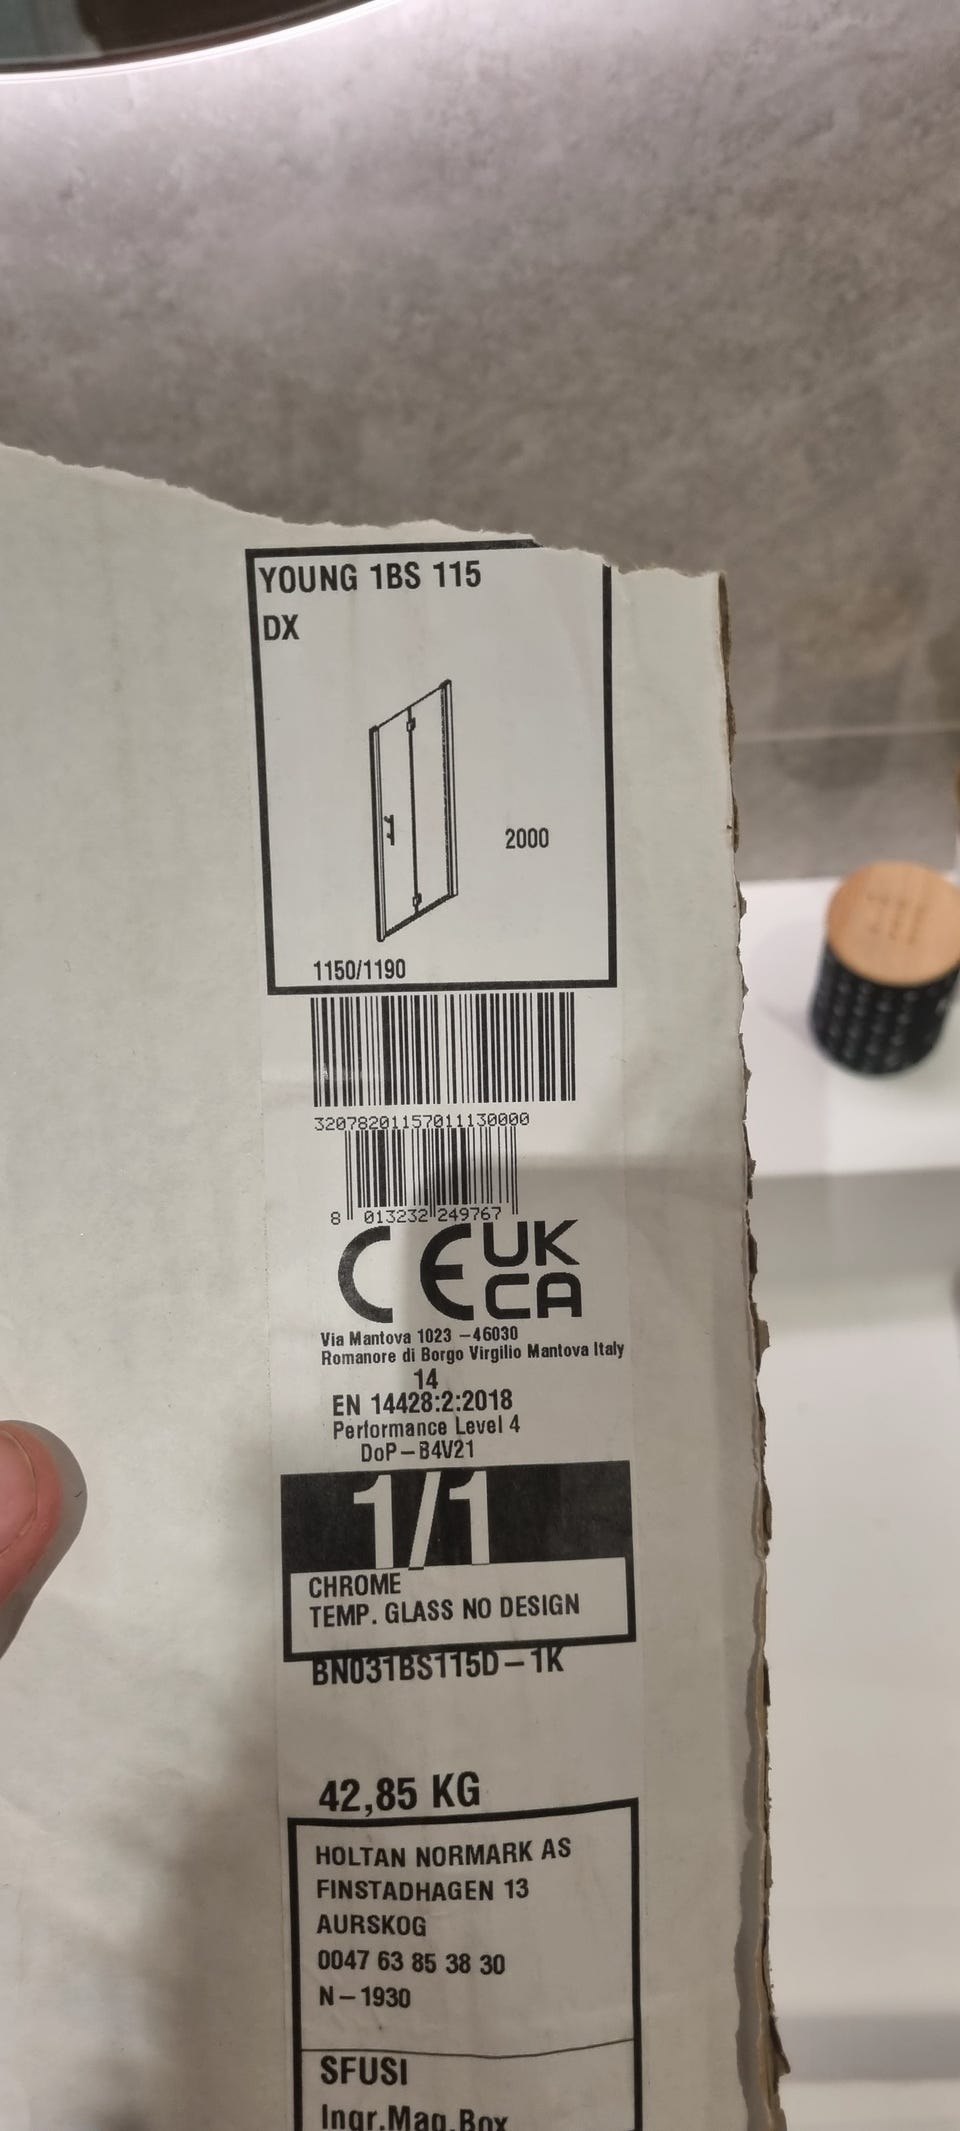 YOUNG 1BS 115
DX
2000
1150/1190
32078201157011130000
8 013232 249767
CE UK
CA
Via Mantova 1023 –46030
Romanore di Borgo Virgilio Mantova Italy
14
EN 14428:2:2018
Performance Level 4
DoP–B4V21
1/1
CHROME
TEMP. GLASS NO DESIGN
BN031BS115D–1K
42,85 KG
HOLTAN NORMARK AS
FINSTADHAGEN 13
AURSKOG
0047 63 85 38 30
N–1930
SFUSI
Ingr.Mag.Box